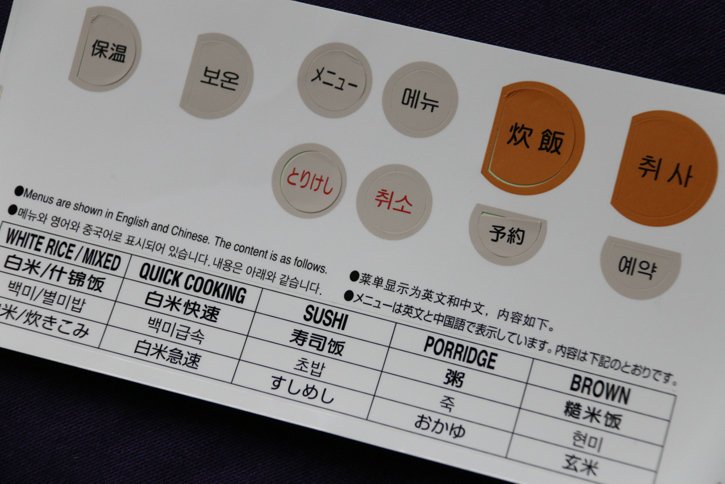 保温
보온
メニュー
메뉴
炊飯
취사
とりけし
취소
予約
예약
●Menus are shown in English and Chinese. The content is as follows.
●메뉴와 영어와 중국어로 표시되어 있습니다. 내용은 아래와 같습니다.
●菜单显示为英文和中文，内容如下。
●メニューは英文と中国語で表示しています。内容は下記のとおりです。
WHITE RICE / MIXED QUICK COOKING SUSHI PORRIDGE BROWN
白米/什锦饭 白米快速 寿司饭 粥 糙米饭
백미/별미밥 백미급속 초밥 죽 현미
白米/炊きこみ 白米急速 すしめし おかゆ 玄米